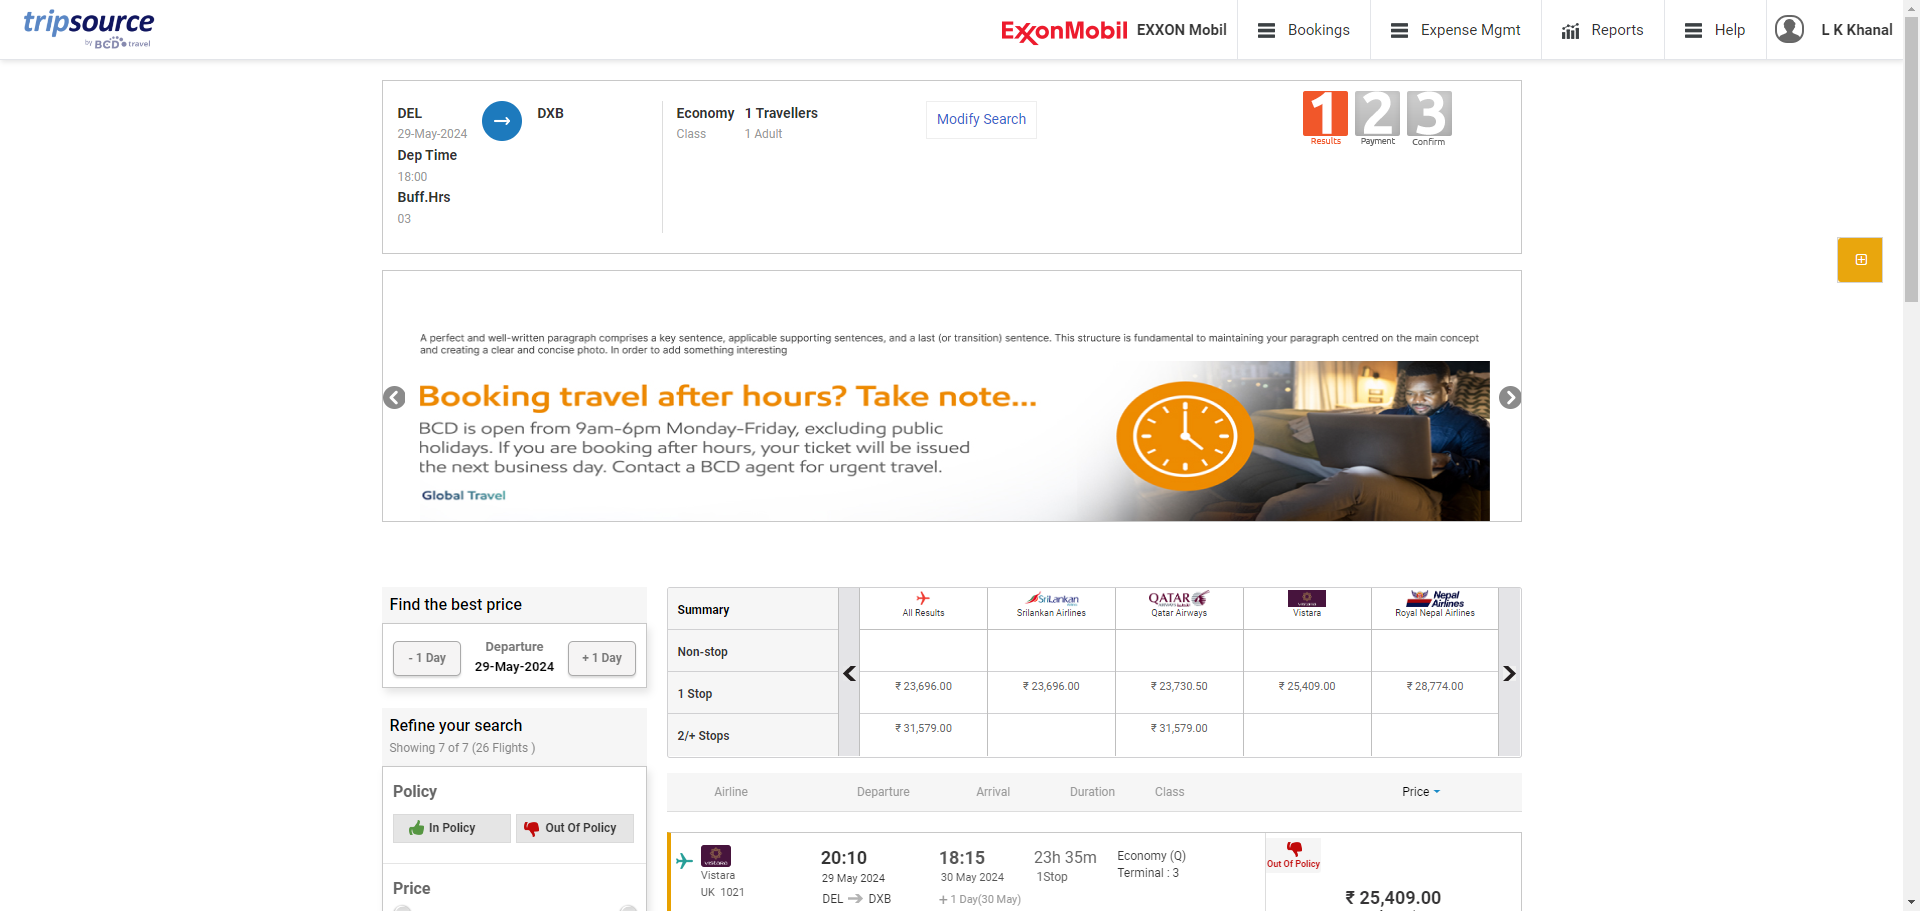 tripsource
by BCD travel
ExxonMobil EXXON Mobil
Bookings
Expense Mgmt
Reports
Help
L K Khanal
DEL
29-May-2024
Dep Time
18:00
Buff.Hrs
03
DXB
Economy 1 Travellers
Class 1 Adult
Modify Search
1 2 3
Results Payment Confirm
A perfect and well-written paragraph comprises a key sentence, applicable supporting sentences, and a last (or transition) sentence. This structure is fundamental to maintaining your paragraph centred on the main concept
and creating a clear and concise photo. In order to add something interesting
Booking travel after hours? Take note...
BCD is open from 9am-6pm Monday-Friday, excluding public
holidays. If you are booking after hours, your ticket will be issued
the next business day. Contact a BCD agent for urgent travel.
Global Travel
Find the best price
- 1 Day
Departure
29-May-2024
+ 1 Day
Refine your search
Showing 7 of 7 (26 Flights )
Policy
In Policy
Out Of Policy
Price
Summary
All Results
SriLankan
Srilankan Airlines
QATAR
Qatar Airways
Vistara
Nepal
Airlines
Royal Nepal Airlines
Non-stop
1 Stop
₹ 23,696.00
₹ 23,696.00
₹ 23,730.50
₹ 25,409.00
₹ 28,774.00
2/+ Stops
₹ 31,579.00
₹ 31,579.00
Airline Departure Arrival Duration Class Price
VISTARA
Vistara
UK 1021
20:10
29 May 2024
DEL DXB
18:15
30 May 2024
+ 1 Day(30 May)
23h 35m
1Stop
Economy (Q)
Terminal : 3
Out Of Policy
₹ 25,409.00